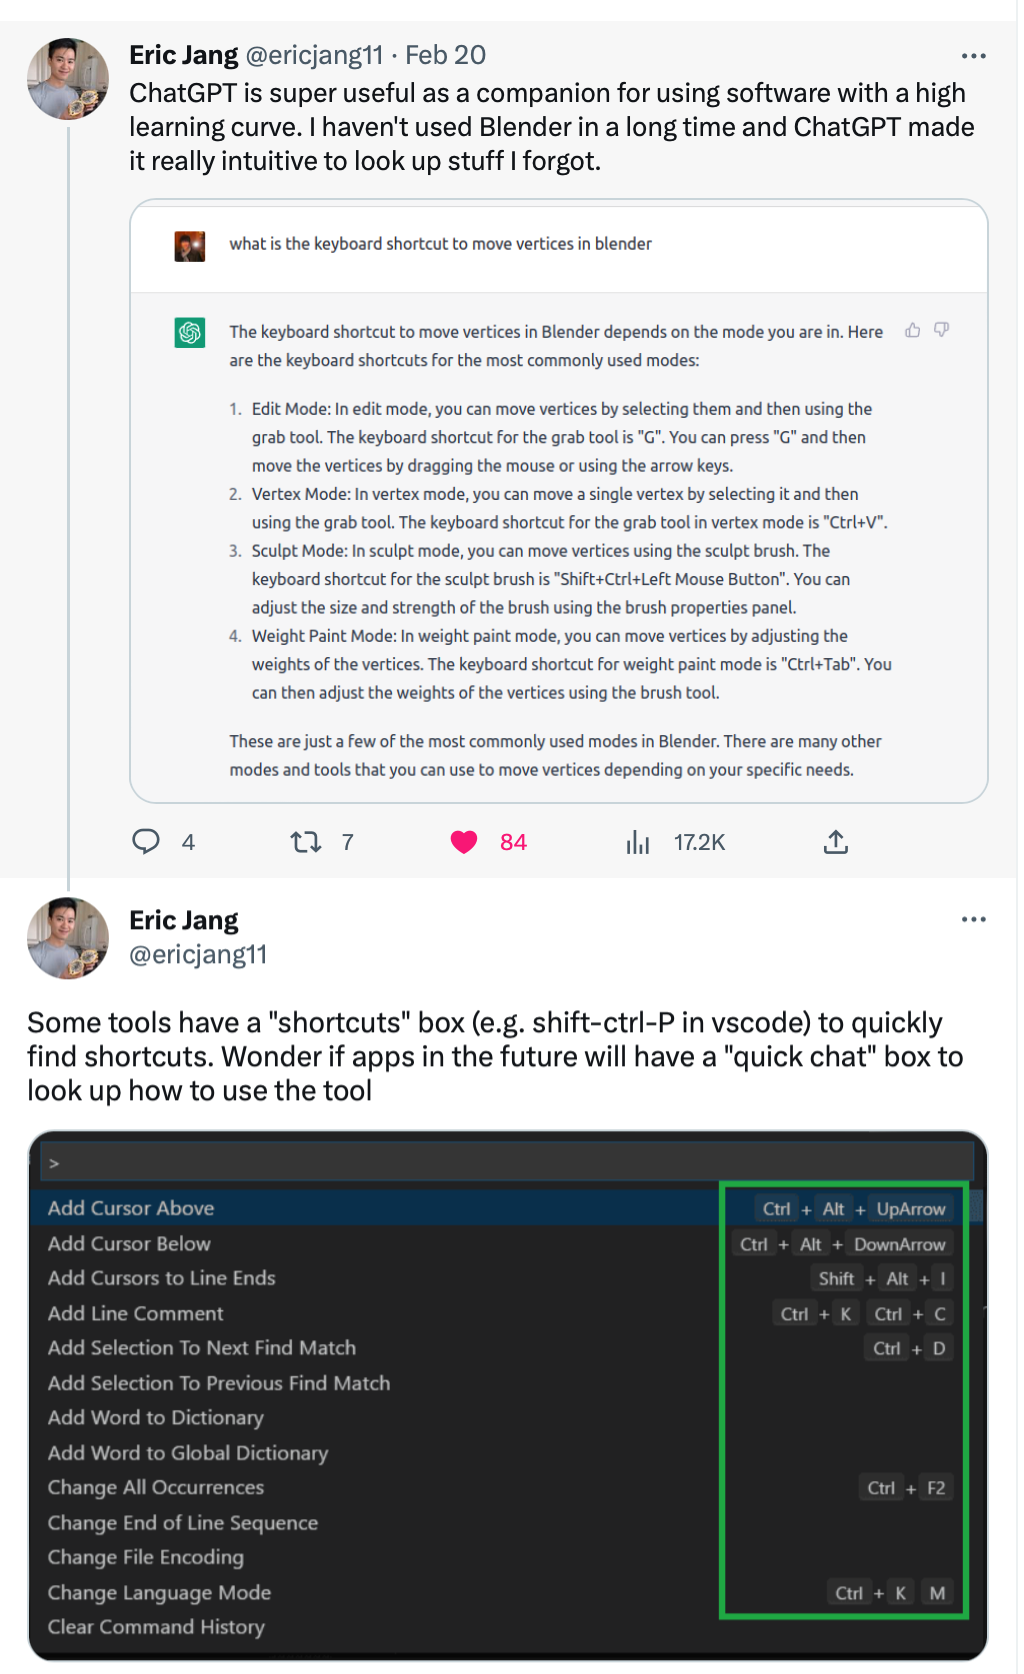 Eric Jang @ericjang11 · Feb 20
ChatGPT is super useful as a companion for using software with a high
learning curve. I haven't used Blender in a long time and ChatGPT made
it really intuitive to look up stuff I forgot.
what is the keyboard shortcut to move vertices in blender
The keyboard shortcut to move vertices in Blender depends on the mode you are in. Here
are the keyboard shortcuts for the most commonly used modes:
1. Edit Mode: In edit mode, you can move vertices by selecting them and then using the
grab tool. The keyboard shortcut for the grab tool is "G". You can press "G" and then
move the vertices by dragging the mouse or using the arrow keys.
2. Vertex Mode: In vertex mode, you can move a single vertex by selecting it and then
using the grab tool. The keyboard shortcut for the grab tool in vertex mode is "Ctrl+V".
3. Sculpt Mode: In sculpt mode, you can move vertices using the sculpt brush. The
keyboard shortcut for the sculpt brush is "Shift+Ctrl+Left Mouse Button". You can
adjust the size and strength of the brush using the brush properties panel.
4. Weight Paint Mode: In weight paint mode, you can move vertices by adjusting the
weights of the vertices. The keyboard shortcut for weight paint mode is "Ctrl+Tab". You
can then adjust the weights of the vertices using the brush tool.
These are just a few of the most commonly used modes in Blender. There are many other
modes and tools that you can use to move vertices depending on your specific needs.
4 7 84 17.2K
Eric Jang
@ericjang11
Some tools have a "shortcuts" box (e.g. shift-ctrl-P in vscode) to quickly
find shortcuts. Wonder if apps in the future will have a "quick chat" box to
look up how to use the tool
>
Add Cursor Above Ctrl + Alt + UpArrow
Add Cursor Below Ctrl + Alt + DownArrow
Add Cursors to Line Ends Shift + Alt + I
Add Line Comment Ctrl + K Ctrl + C
Add Selection To Next Find Match Ctrl + D
Add Selection To Previous Find Match
Add Word to Dictionary
Add Word to Global Dictionary
Change All Occurrences Ctrl + F2
Change End of Line Sequence
Change File Encoding
Change Language Mode Ctrl + K M
Clear Command History